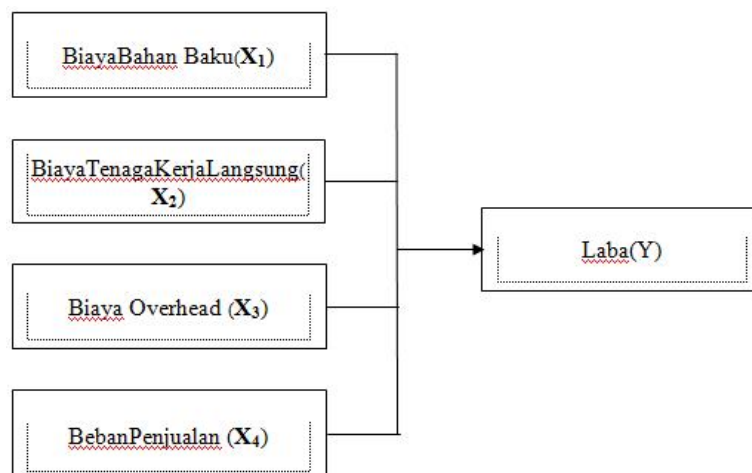 BiayaBahan Baku(X₁)
BiayaTenagaKerjaLangsung(
X₂)
Biaya Overhead (X₃)
BebanPenjualan (X₄)
Laba(Y)